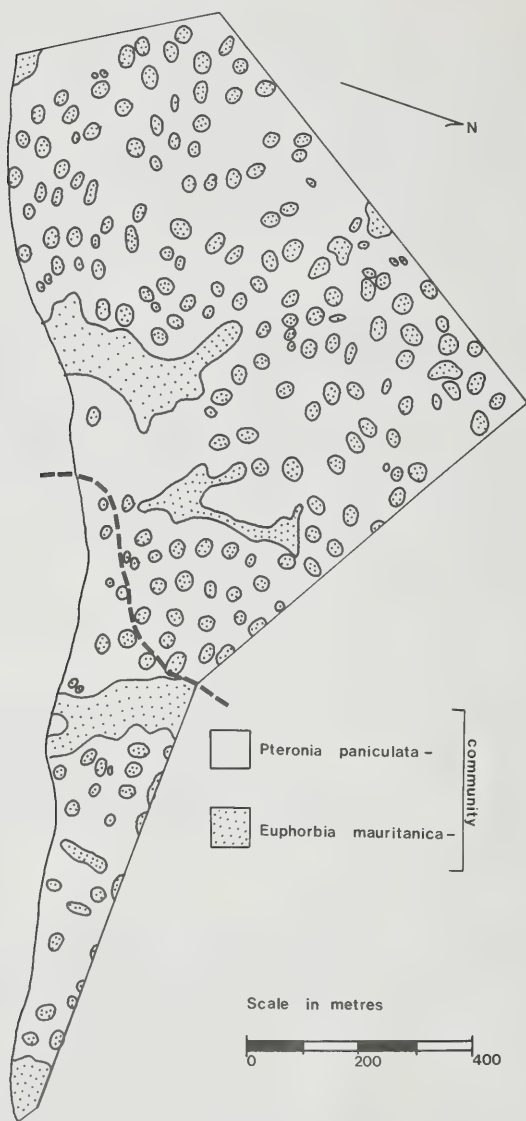 N
Pteronia paniculata –
Euphorbia mauritanica –
community
Scale in metres
0 200 400